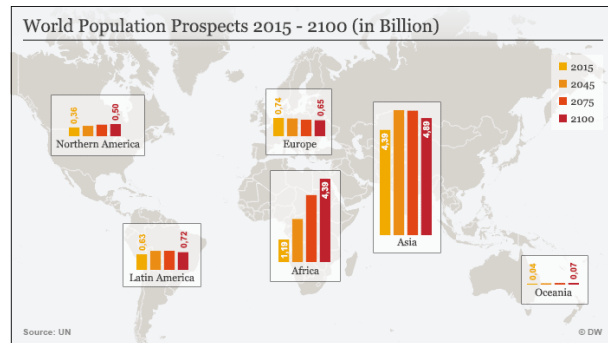 World Population Prospects 2015 - 2100 (in Billion)
2015
2045
2075
2100
0,36
0,50
Northern America
0,74
0,65
Europe
4,39
4,89
Asia
0,63
0,72
Latin America
1,19
4,39
Africa
0,04
0,07
Oceania
Source: UN
© DW